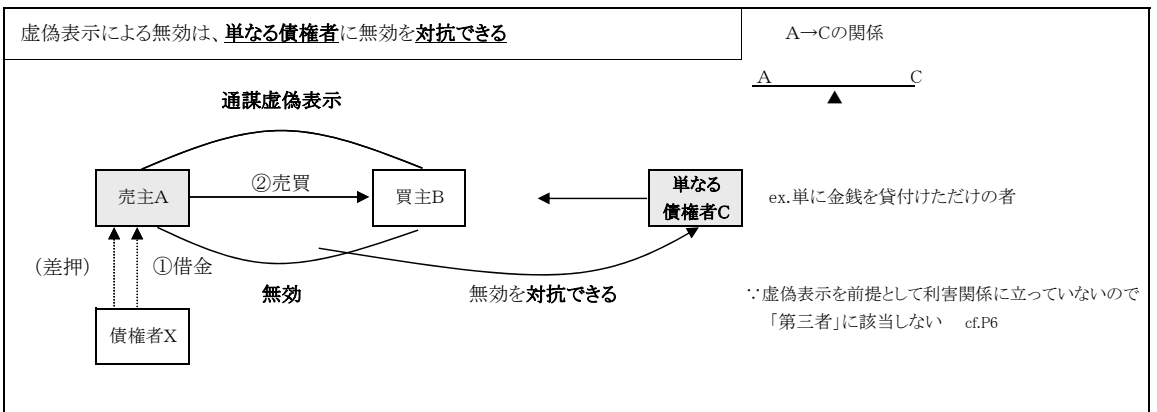 虚偽表示による無効は、単なる債権者に無効を対抗できる
A→Cの関係
A C
通謀虚偽表示
売主A
②売買
買主B
単なる
債権者C
ex.単に金銭を貸付けただけの者
(差押)
①借金
無効
無効を対抗できる
債権者X
∵虚偽表示を前提として利害関係に立っていないので
「第三者」に該当しない cf.P6